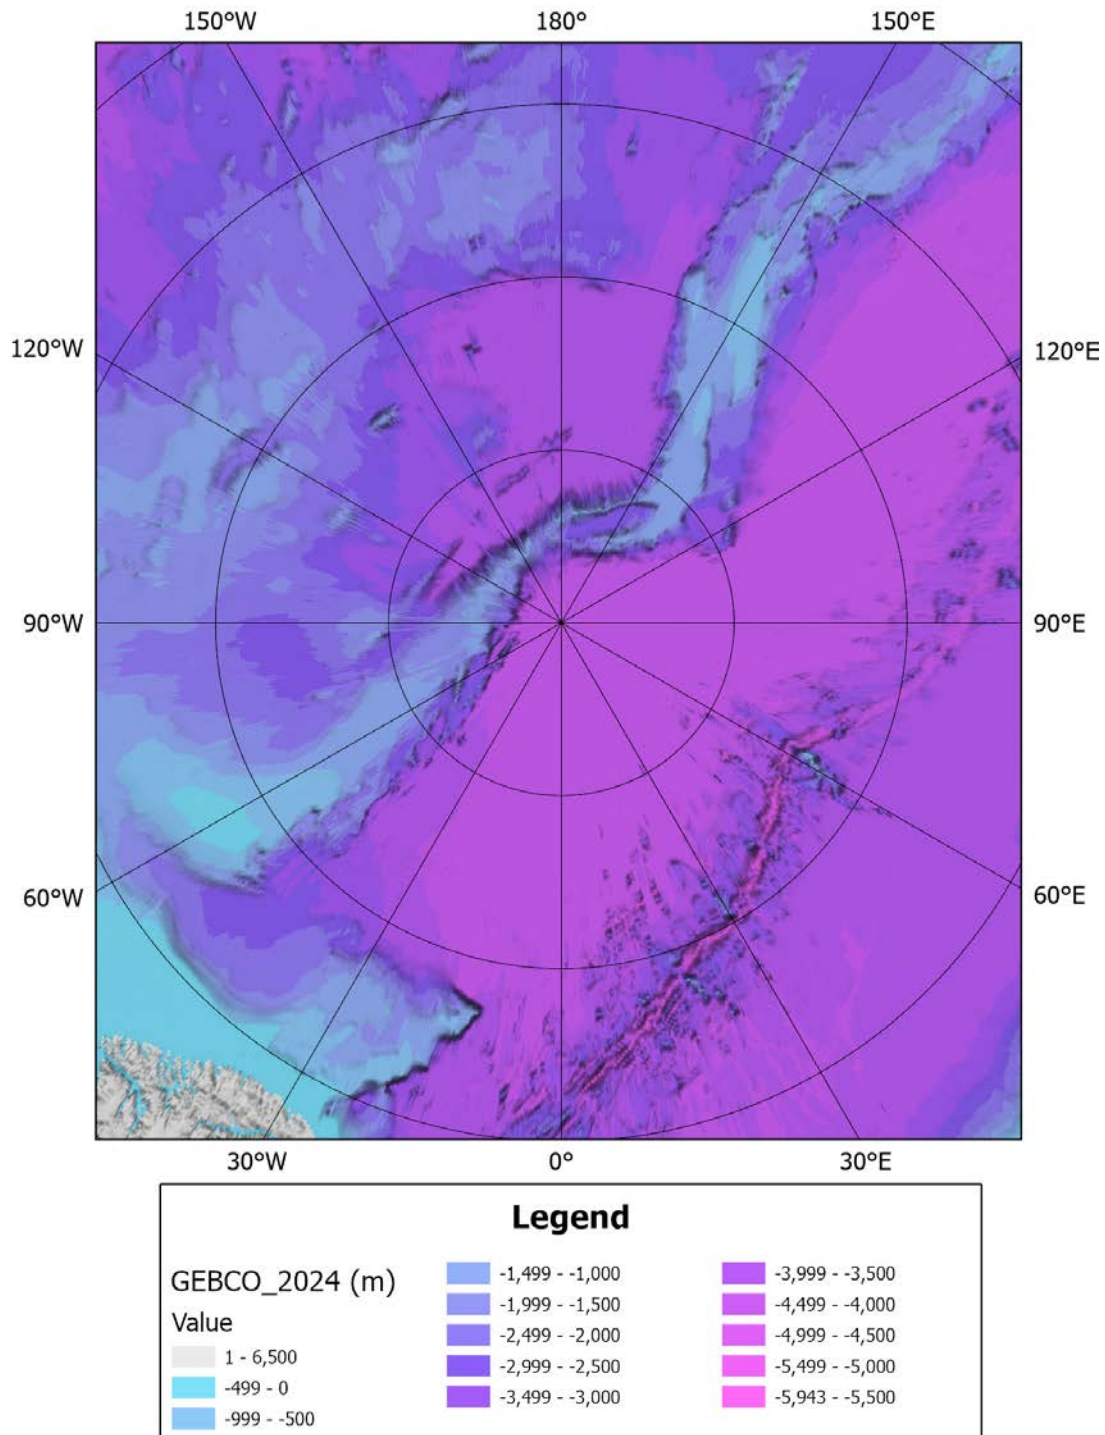 150°W 180° 150°E
120°W 120°E
90°W 90°E
60°W 60°E
30°W 0° 30°E
Legend
GEBCO_2024 (m)
Value
1 - 6,500
-499 - 0
-999 - -500
-1,499 - -1,000
-1,999 - -1,500
-2,499 - -2,000
-2,999 - -2,500
-3,499 - -3,000
-3,999 - -3,500
-4,499 - -4,000
-4,999 - -4,500
-5,499 - -5,000
-5,943 - -5,500